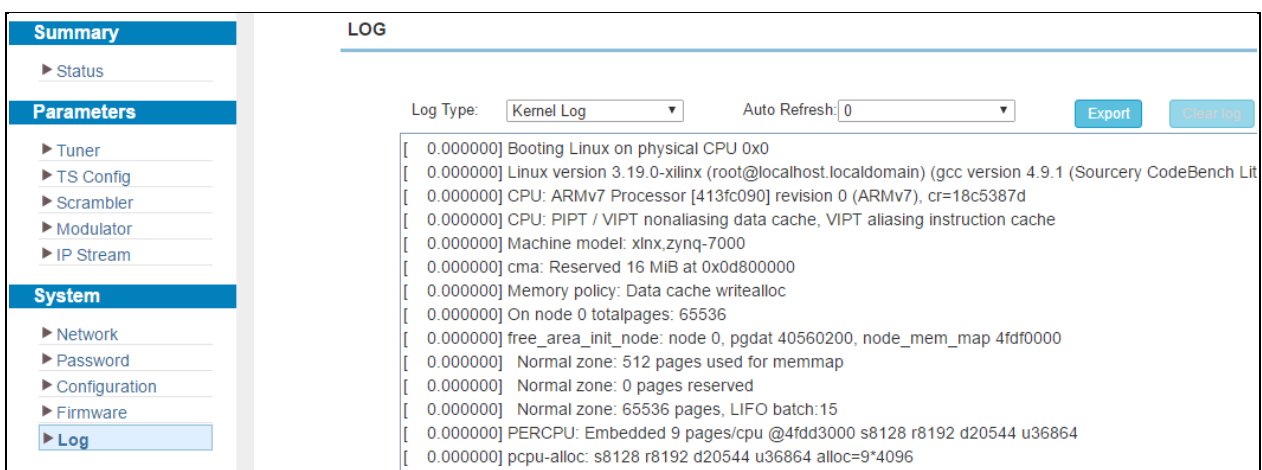 Summary
Status
Parameters
Tuner
TS Config
Scrambler
Modulator
IP Stream
System
Network
Password
Configuration
Firmware
Log
LOG
Log Type: Kernel Log Auto Refresh: 0 Export Clear log
[ 0.000000] Booting Linux on physical CPU 0x0
[ 0.000000] Linux version 3.19.0-xilinx (root@localhost.localdomain) (gcc version 4.9.1 (Sourcery CodeBench Lit
[ 0.000000] CPU: ARMv7 Processor [413fc090] revision 0 (ARMv7), cr=18c5387d
[ 0.000000] CPU: PIPT / VIPT nonaliasing data cache, VIPT aliasing instruction cache
[ 0.000000] Machine model: xlnx,zynq-7000
[ 0.000000] cma: Reserved 16 MiB at 0x0d800000
[ 0.000000] Memory policy: Data cache writealloc
[ 0.000000] On node 0 totalpages: 65536
[ 0.000000] free_area_init_node: node 0, pgdat 40560200, node_mem_map 4fdf0000
[ 0.000000] Normal zone: 512 pages used for memmap
[ 0.000000] Normal zone: 0 pages reserved
[ 0.000000] Normal zone: 65536 pages, LIFO batch:15
[ 0.000000] PERCPU: Embedded 9 pages/cpu @4fdd3000 s8128 r8192 d20544 u36864
[ 0.000000] pcpu-alloc: s8128 r8192 d20544 u36864 alloc=9*4096